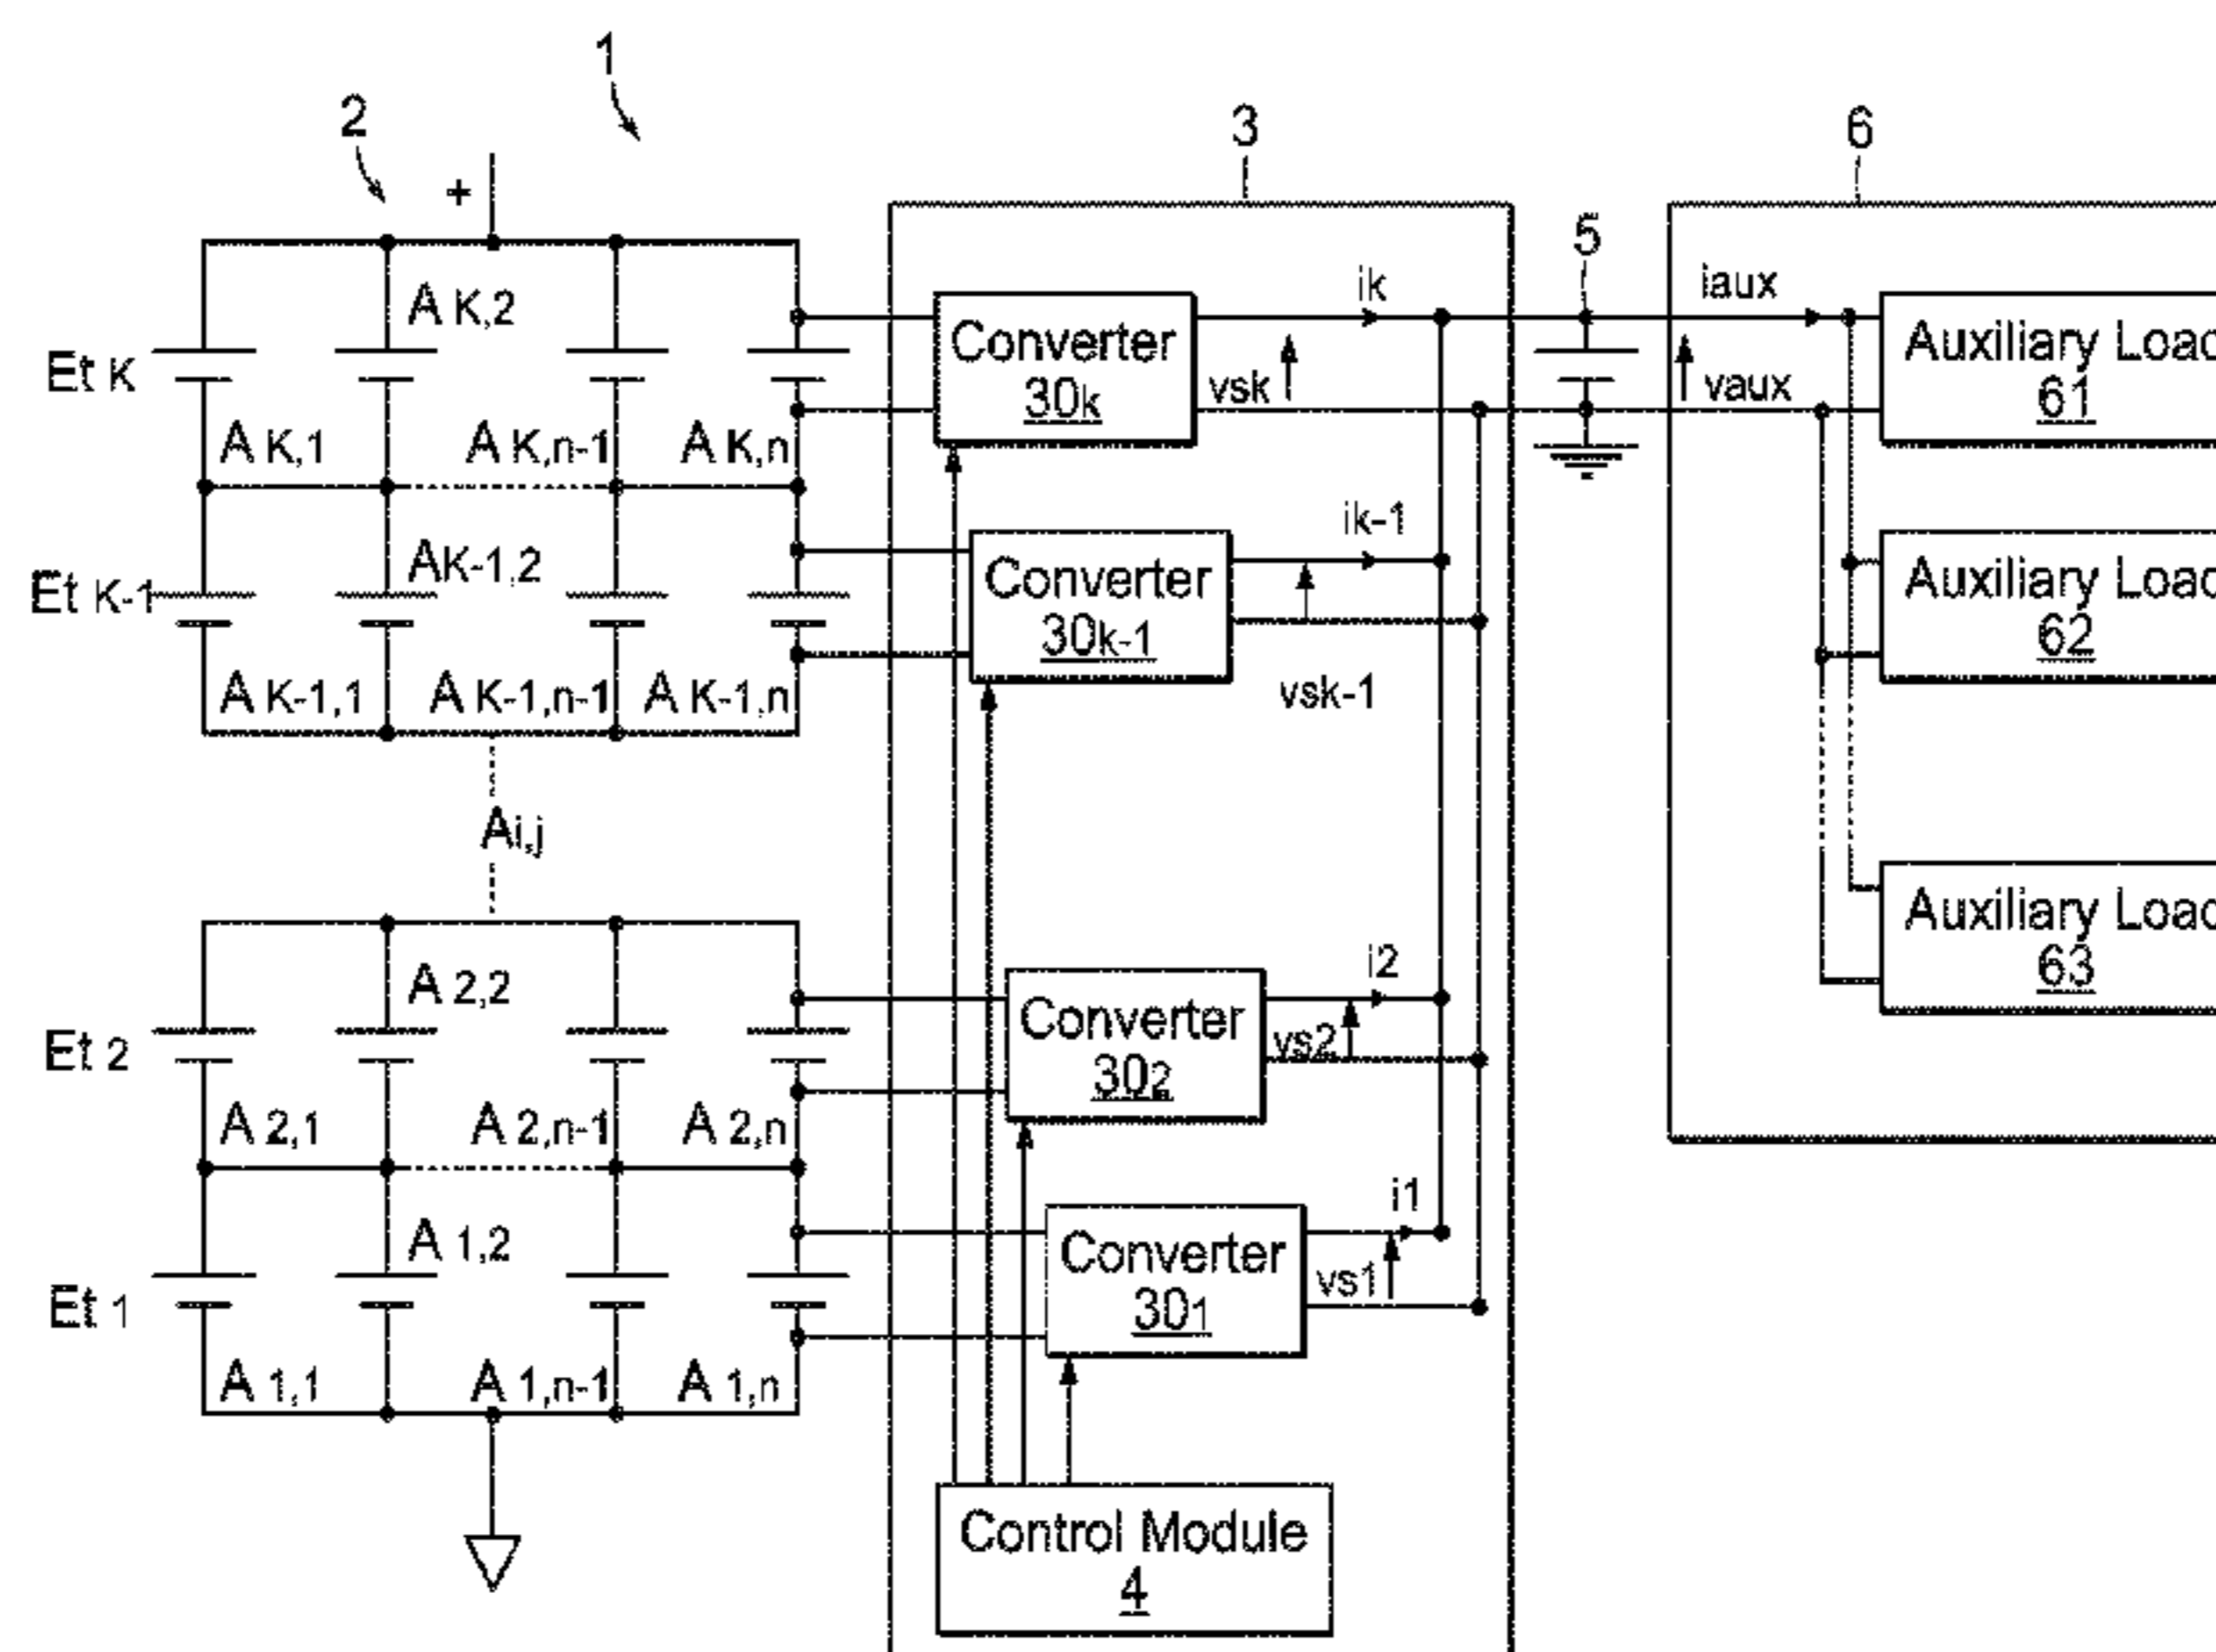 1
2
3
6
+
5
A K,2
ik
iaux
Converter
30k
Auxiliary Load
61
Et K
vsk
vaux
A K,1
A K,n-1
A K,n
ik-1
AK-1,2
Converter
30k-1
Auxiliary Load
62
Et K-1
A K-1,1
A K-1,n-1
A K-1,n
vsk-1
Ai,j
Auxiliary Load
63
i2
A 2,2
Converter
302
Et 2
vs2
A 2,1
A 2,n-1
A 2,n
i1
A 1,2
Converter
301
Et 1
vs1
A 1,1
A 1,n-1
A 1,n
Control Module
4